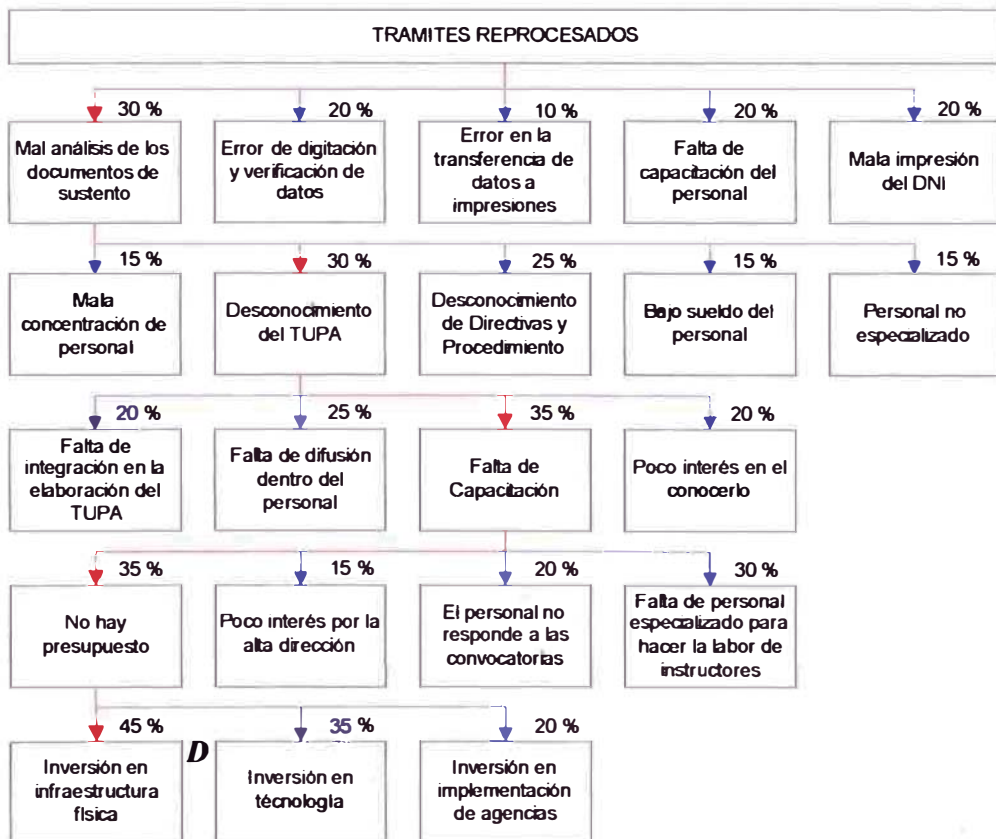 TRAMITES REPROCESADOS
30 %
20 %
10 %
20 %
20 %
Mal análisis de los
documentos de
sustento
Error de digitación
y verificación de
datos
Error en la
transferencia de
datos a
impresiones
Falta de
capacitación del
personal
Mala impresión
del DNI
15 %
30 %
25 %
15 %
15 %
Mala
concentración de
personal
Desconocimiento
del TUPA
Desconocimiento
de Directivas y
Procedimiento
Bajo sueldo del
personal
Personal no
especializado
20 %
25 %
35 %
20 %
Falta de
integración en la
elaboración del
TUPA
Falta de difusión
dentro del
personal
Falta de
Capacitación
Poco interés en el
conocerlo
35 %
15 %
20 %
30 %
No hay
presupuesto
Poco interés por la
alta dirección
El personal no
responde a las
convocatorias
Falta de personal
especializado para
hacer la labor de
instructores
45 %
35 %
20 %
Inversión en
infraestructura
física
D
Inversión en
técnología
Inversión en
implementación
de agencias